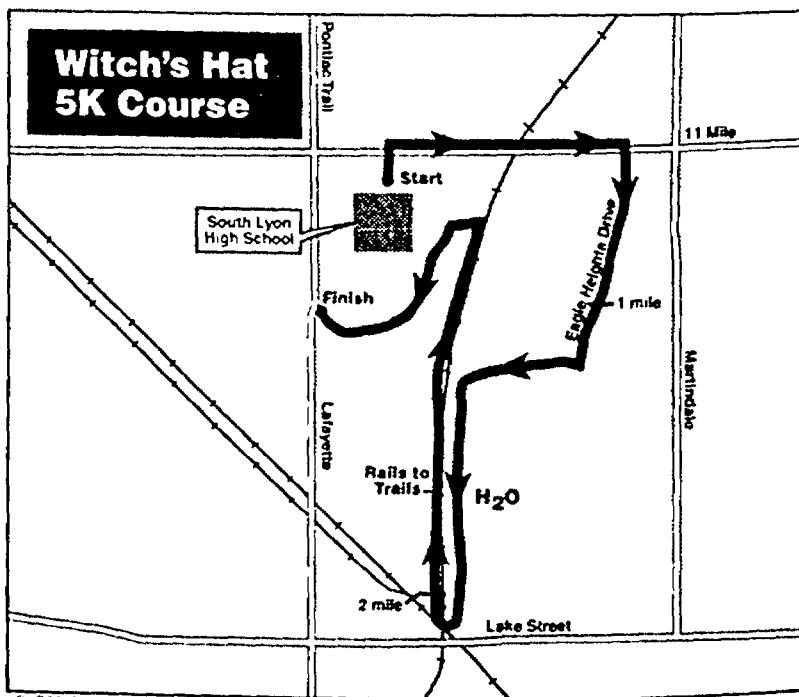 Witch's Hat
5K Course
Pontiac Trail
11 Mile
Start
South Lyon
High School
Eagle Heights Drive
Finish
1 mile
Martindale
Lafayette
Rails to
Trails
H₂O
2 mile
Lake Street